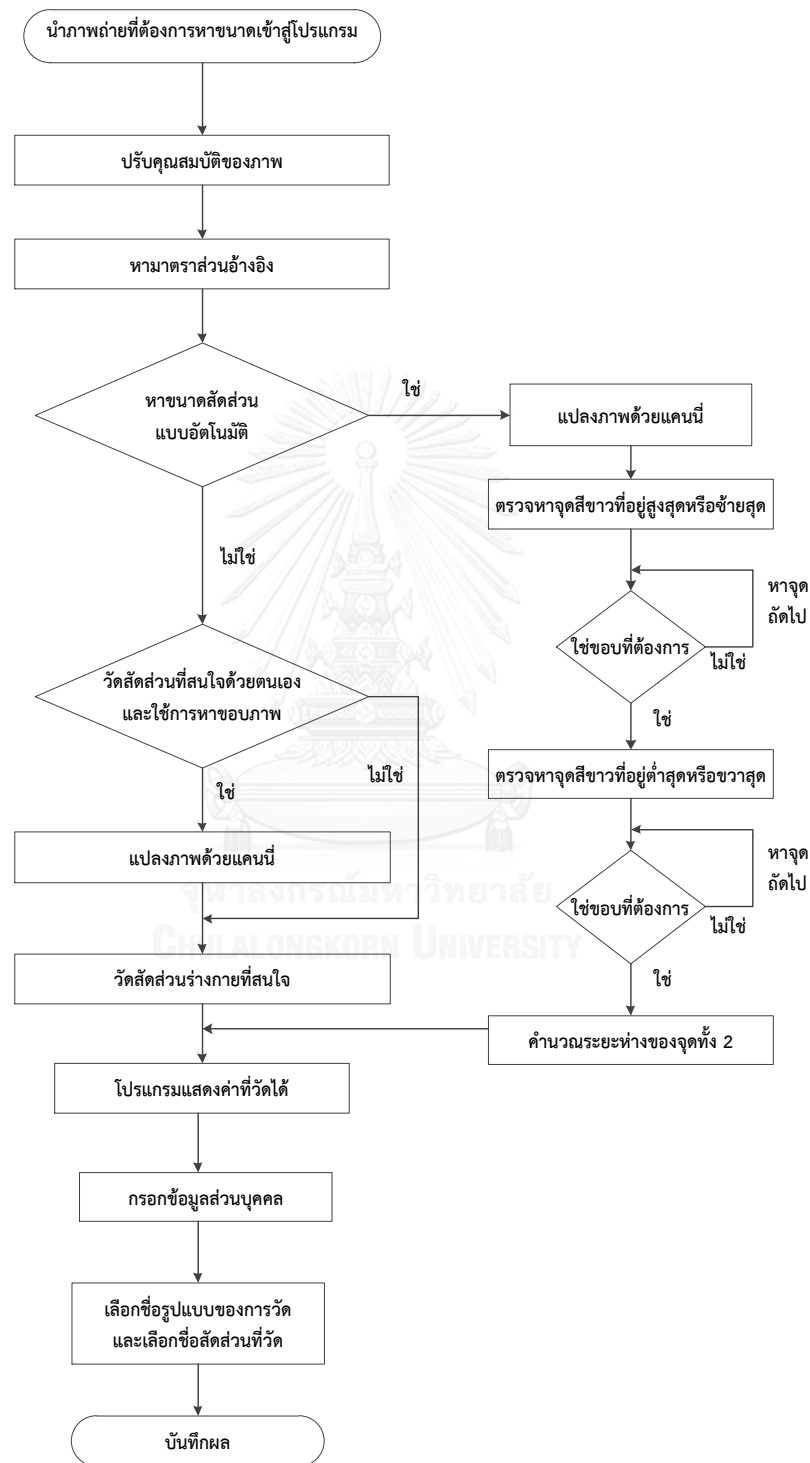 นำภาพถ่ายที่ต้องการหาขนาดเข้าสู่โปรแกรม
ปรับคุณสมบัติของภาพ
หามาตราส่วนอ้างอิง
หาขนาดสัดส่วน
แบบอัตโนมัติ
ใช่
แปลงภาพด้วยแคนนี่
ตรวจหาจุดสีขาวที่อยู่สูงสุดหรือซ้ายสุด
ไม่ใช่
หาจุด
ถัดไป
ใช่ขอบที่ต้องการ
ไม่ใช่
ใช่
วัดสัดส่วนที่สนใจด้วยตนเอง
และใช้การหาขอบภาพ
ไม่ใช่
ใช่
ตรวจหาจุดสีขาวที่อยู่ต่ำสุดหรือขวาสุด
แปลงภาพด้วยแคนนี่
หาจุด
ถัดไป
ใช่ขอบที่ต้องการ
ไม่ใช่
ใช่
จุฬาลงกรณ์มหาวิทยาลัย
CHULALONGKORN UNIVERSITY
วัดสัดส่วนร่างกายที่สนใจ
คำนวณระยะห่างของจุดทั้ง 2
โปรแกรมแสดงค่าที่วัดได้
กรอกข้อมูลส่วนบุคคล
เลือกชื่อรูปแบบของการวัด
และเลือกชื่อสัดส่วนที่วัด
บันทึกผล